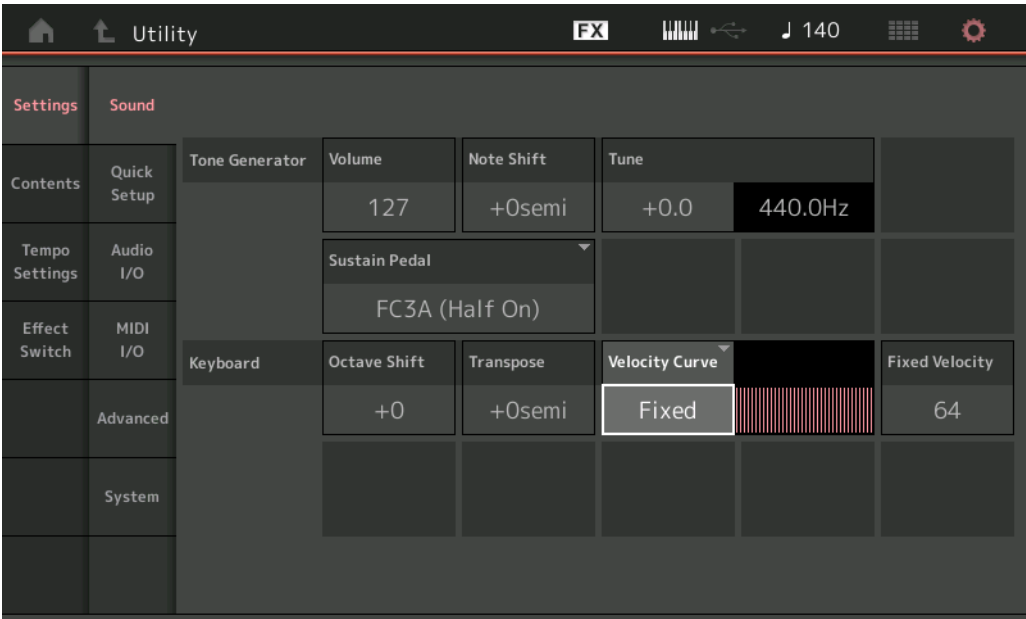 Utility
FX
♩ 140
Settings
Sound
Contents
Quick
Setup
Tempo
Settings
Audio
I/O
Effect
Switch
MIDI
I/O
Advanced
System
Tone Generator
Volume
Note Shift
Tune
127
+0semi
+0.0
440.0Hz
Sustain Pedal
FC3A (Half On)
Keyboard
Octave Shift
Transpose
Velocity Curve
Fixed Velocity
+0
+0semi
Fixed
64